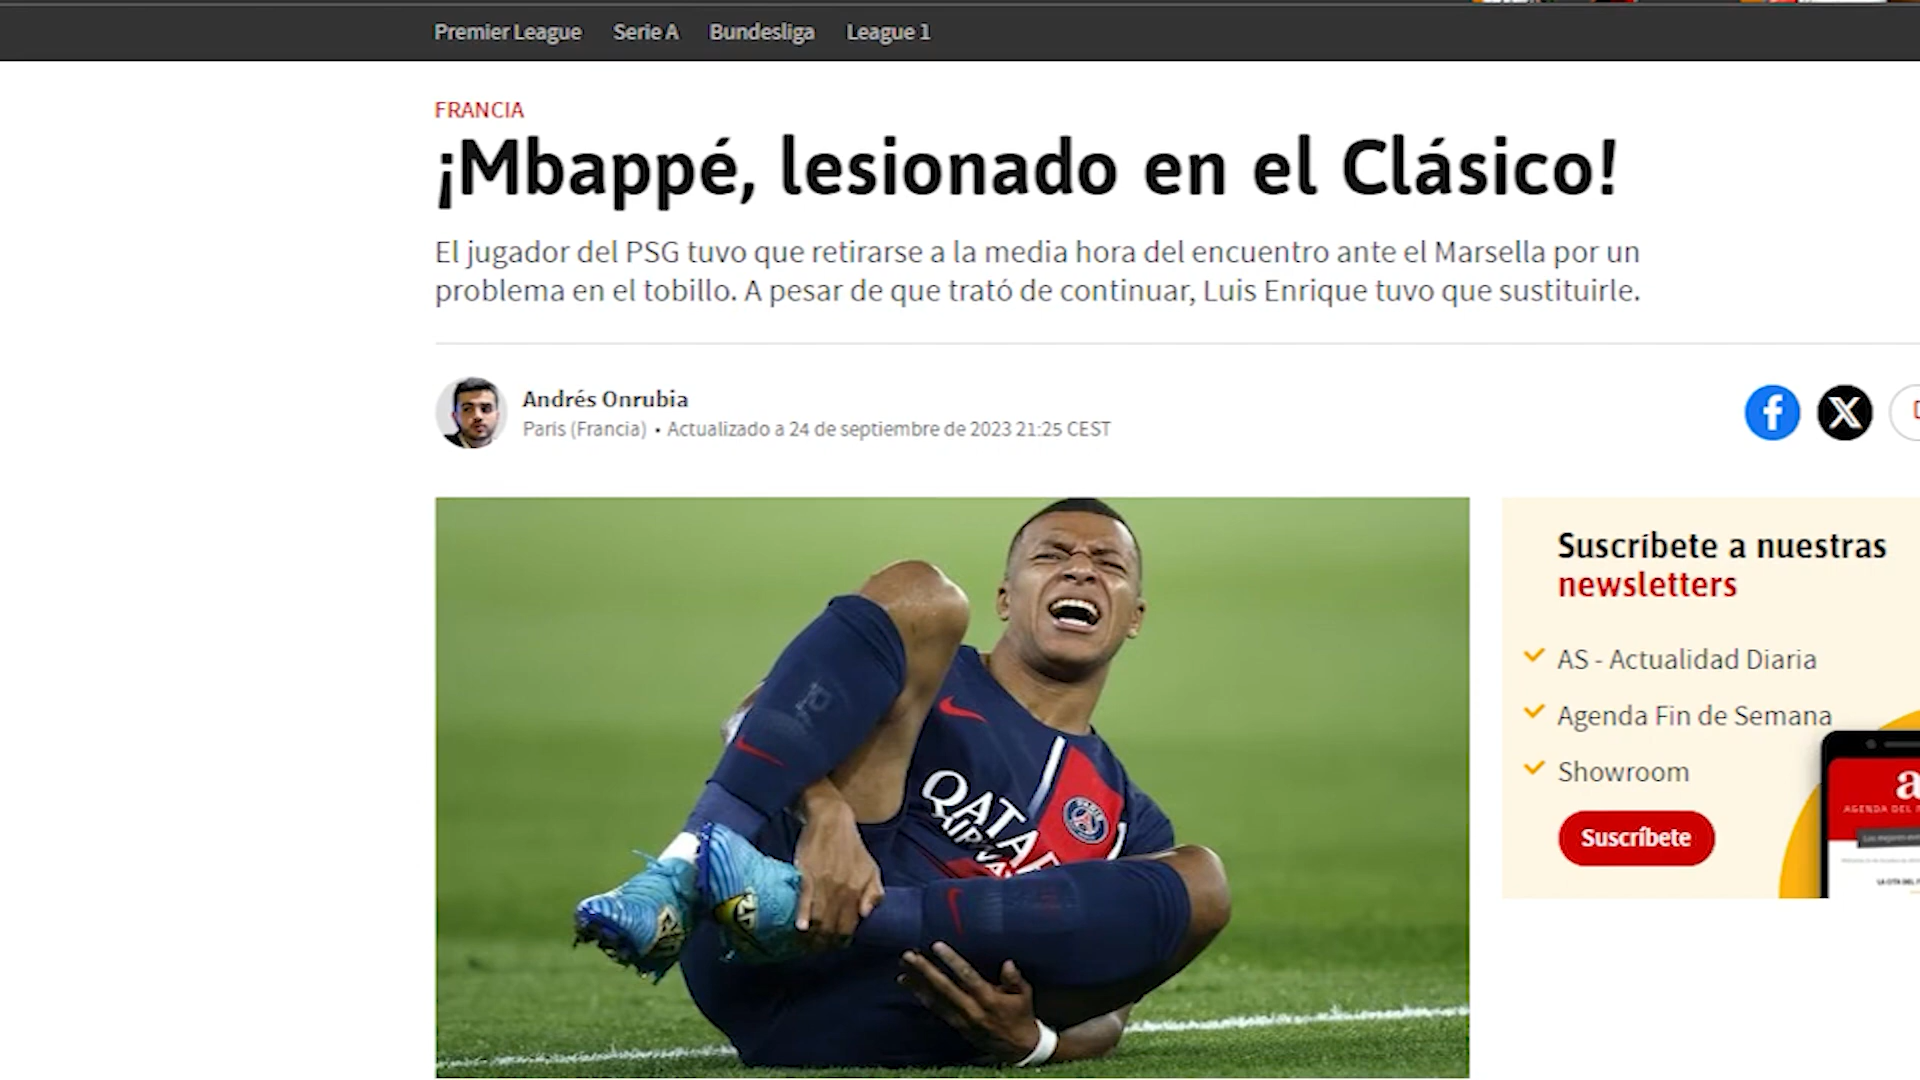 Premier League Serie A Bundesliga League 1
FRANCIA
¡Mbappé, lesionado en el Clásico!
El jugador del PSG tuvo que retirarse a la media hora del encuentro ante el Marsella por un
problema en el tobillo. A pesar de que trató de continuar, Luis Enrique tuvo que sustituirle.
Andrés Onrubia
París (Francia) • Actualizado a 24 de septiembre de 2023 21:25 CEST
Suscríbete a nuestras
newsletters
AS - Actualidad Diaria
Agenda Fin de Semana
Showroom
Suscríbete
AGENDA DEL
QATAR